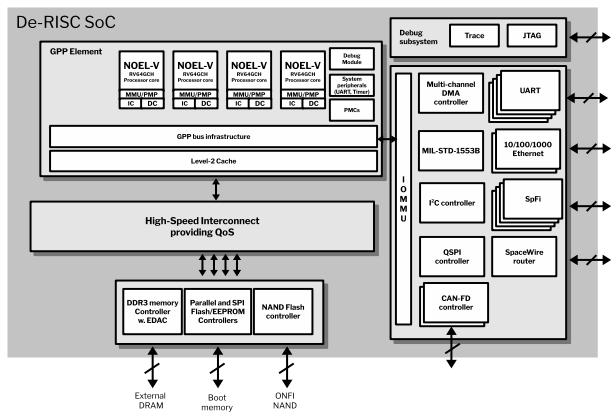 De-RISC SoC
GPP Element
NOEL-V
RV64GCH
Processor core
MMU/PMP
IC DC
NOEL-V
RV64GCH
Processor core
MMU/PMP
IC DC
NOEL-V
RV64GCH
Processor core
MMU/PMP
IC DC
NOEL-V
RV64GCH
Processor core
MMU/PMP
IC DC
Debug
Module
System
peripherals
(UART, Timer)
PMCs
GPP bus infrastructure
Level-2 Cache
High-Speed Interconnect
providing QoS
DDR3 memory
Controller
w. EDAC
Parallel and SPI
Flash/EEPROM
Controllers
NAND Flash
controller
External
DRAM
Boot
memory
ONFI
NAND
Debug
subsystem
Trace
JTAG
IOMMU
Multi-channel
DMA
controller
UART
MIL-STD-1553B
10/100/1000
Ethernet
I²C controller
SpFi
QSPI
controller
SpaceWire
router
CAN-FD
controller